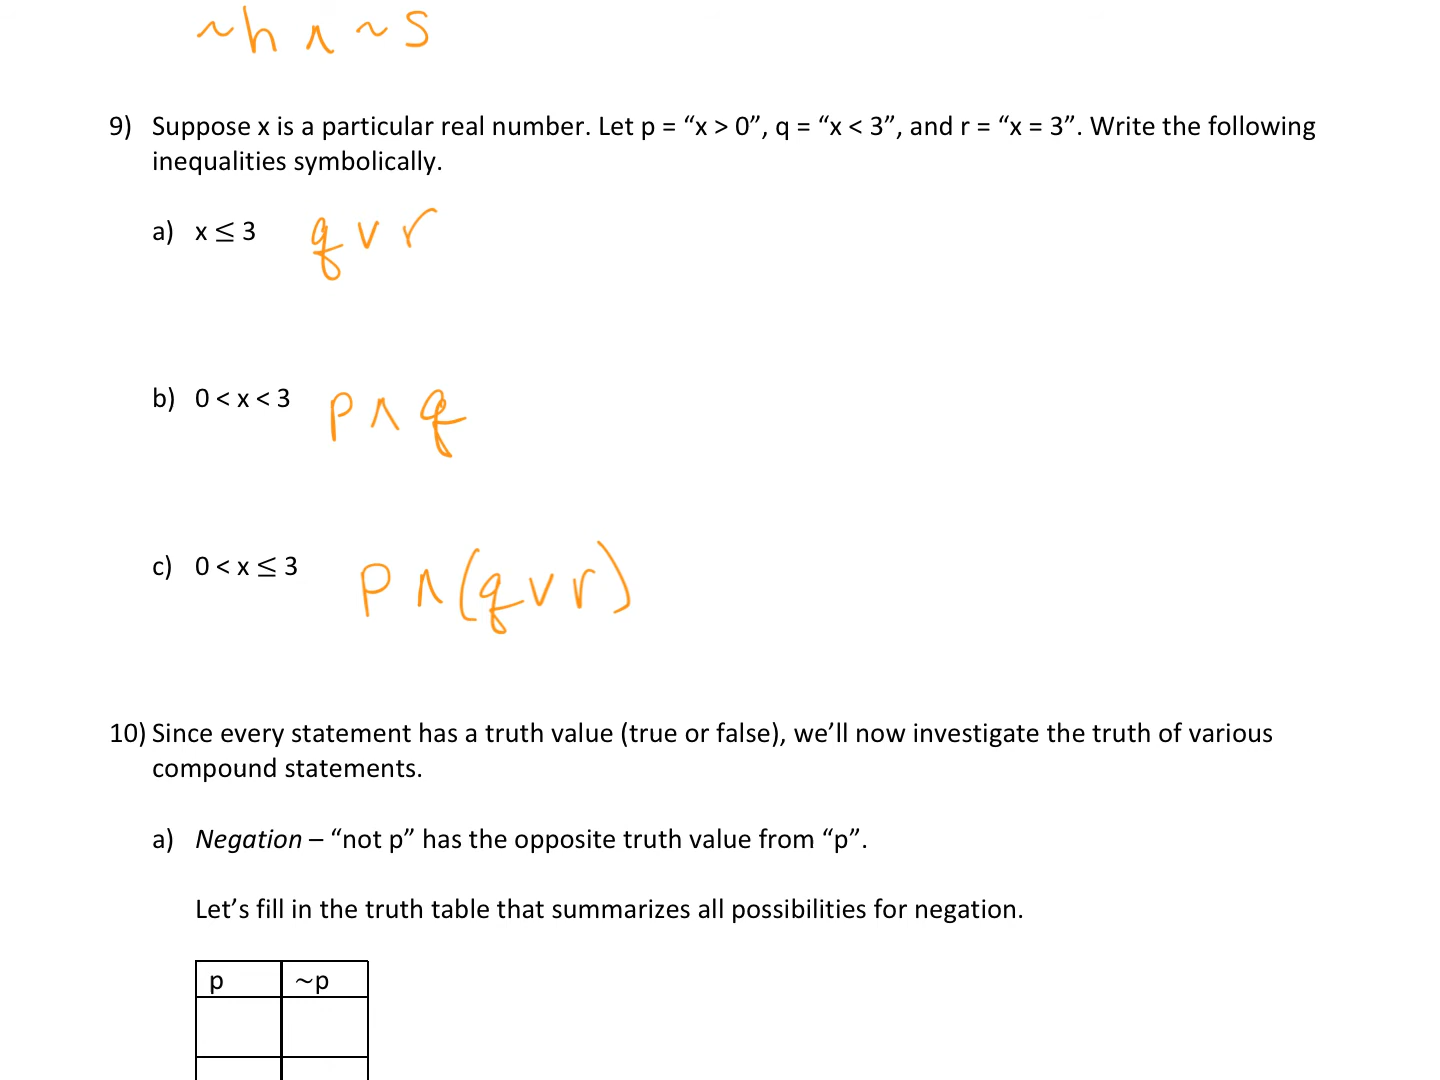 ~h ∧ ~s
9) Suppose x is a particular real number. Let p = “x > 0”, q = “x < 3”, and r = “x = 3”. Write the following
inequalities symbolically.
a) x ≤ 3 q ∨ r
b) 0 < x < 3 p ∧ q
c) 0 < x ≤ 3 p ∧ (q ∨ r)
10) Since every statement has a truth value (true or false), we’ll now investigate the truth of various
compound statements.
a) Negation – “not p” has the opposite truth value from “p”.
Let’s fill in the truth table that summarizes all possibilities for negation.
p ~p